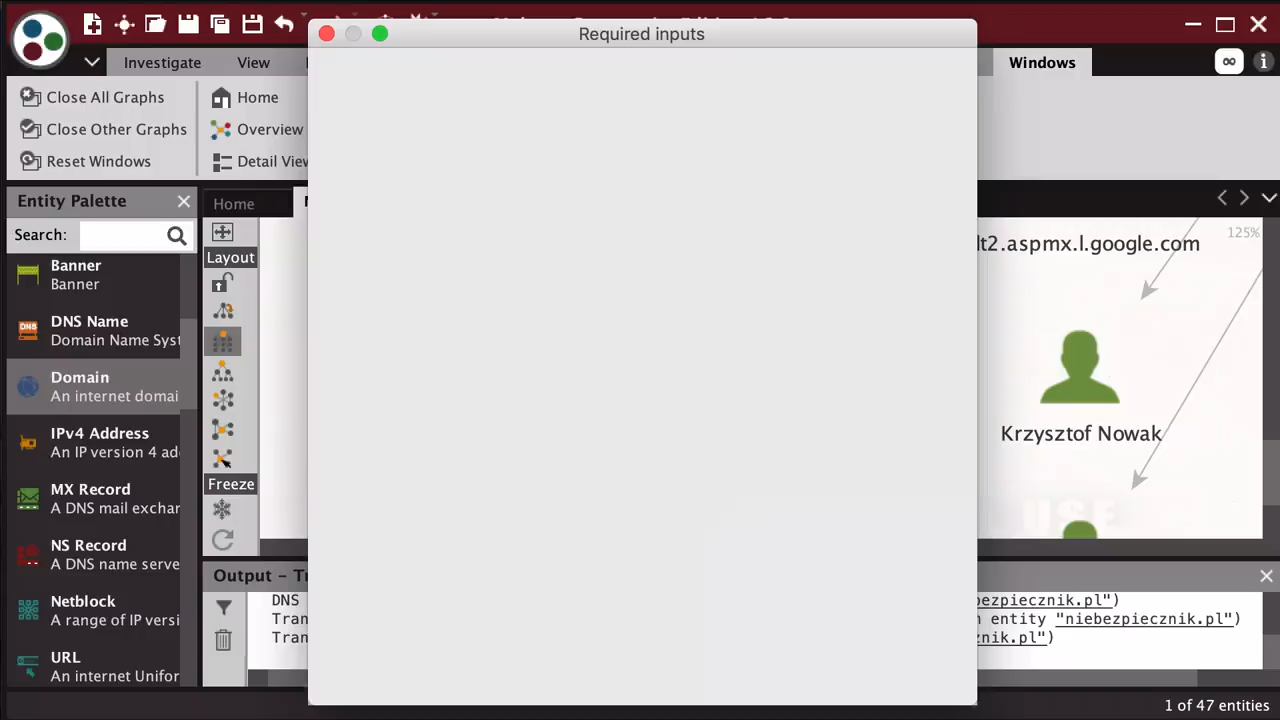 Required inputs
Investigate
View
Windows
Close All Graphs
Close Other Graphs
Reset Windows
Home
Overview
Detail View
Entity Palette
Search:
Home
Layout
Freeze
Banner
Banner
DNS Name
Domain Name Syst
Domain
An internet domai
IPv4 Address
An IP version 4 ad
MX Record
A DNS mail exchar
NS Record
A DNS name serve
Netblock
A range of IP versi
URL
An internet Unifor
125%
lt2.aspmx.l.google.com
Krzysztof Nowak
USE
Output - Tr
DNS
Tran
Tran
bezpiecznik.pl")
n entity "niebezpiecznik.pl")
znik.pl")
1 of 47 entities